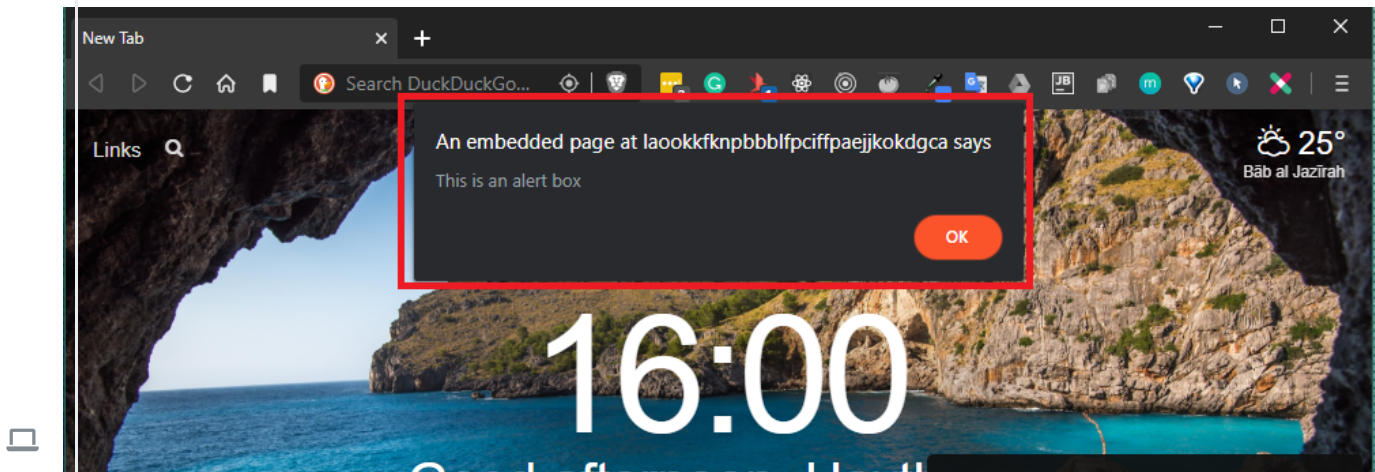 New Tab
Search DuckDuckGo...
JB
m
Links
An embedded page at laookkfknpbbblfpciffpaejjkokdgca says
This is an alert box
OK
25°
Bāb al Jazīrah
16:00